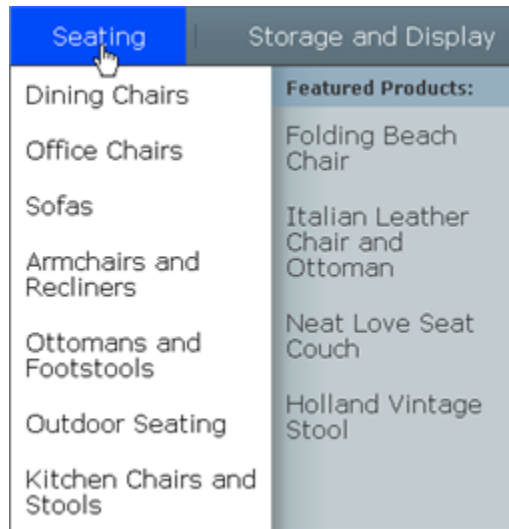 Seating
Storage and Display
Dining Chairs
Office Chairs
Sofas
Armchairs and
Recliners
Ottomans and
Footstools
Outdoor Seating
Kitchen Chairs and
Stools
Featured Products:
Folding Beach
Chair
Italian Leather
Chair and
Ottoman
Neat Love Seat
Couch
Holland Vintage
Stool